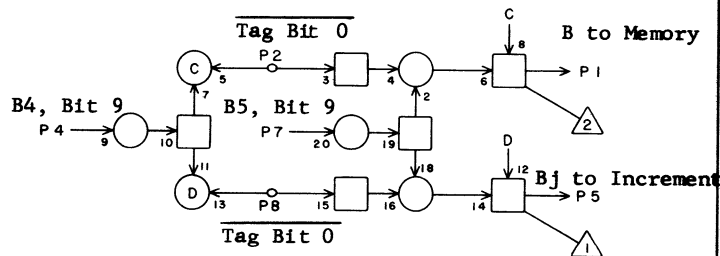 Tag Bit 0
C
B to Memory
P2
8
C
5
3
4
6
P1
7
2
B4, Bit 9
B5, Bit 9
2
P4
P7
9
10
20
19
D
11
18
12
Bj to Increment
D
13
P8
15
16
14
P5
Tag Bit 0
1